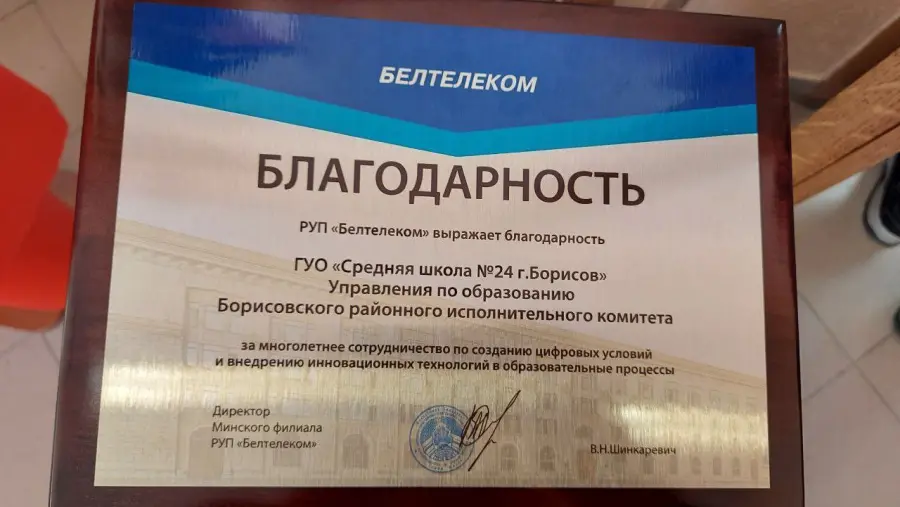 БЕЛТЕЛЕКОМ
БЛАГОДАРНОСТЬ
РУП «Белтелеком» выражает благодарность
ГУО «Средняя школа №24 г.Борисов»
Управления по образованию
Борисовского районного исполнительного комитета
за многолетнее сотрудничество по созданию цифровых условий
и внедрению инновационных технологий в образовательные процессы
Директор
Минского филиала
РУП «Белтелеком»
В.Н.Шинкаревич